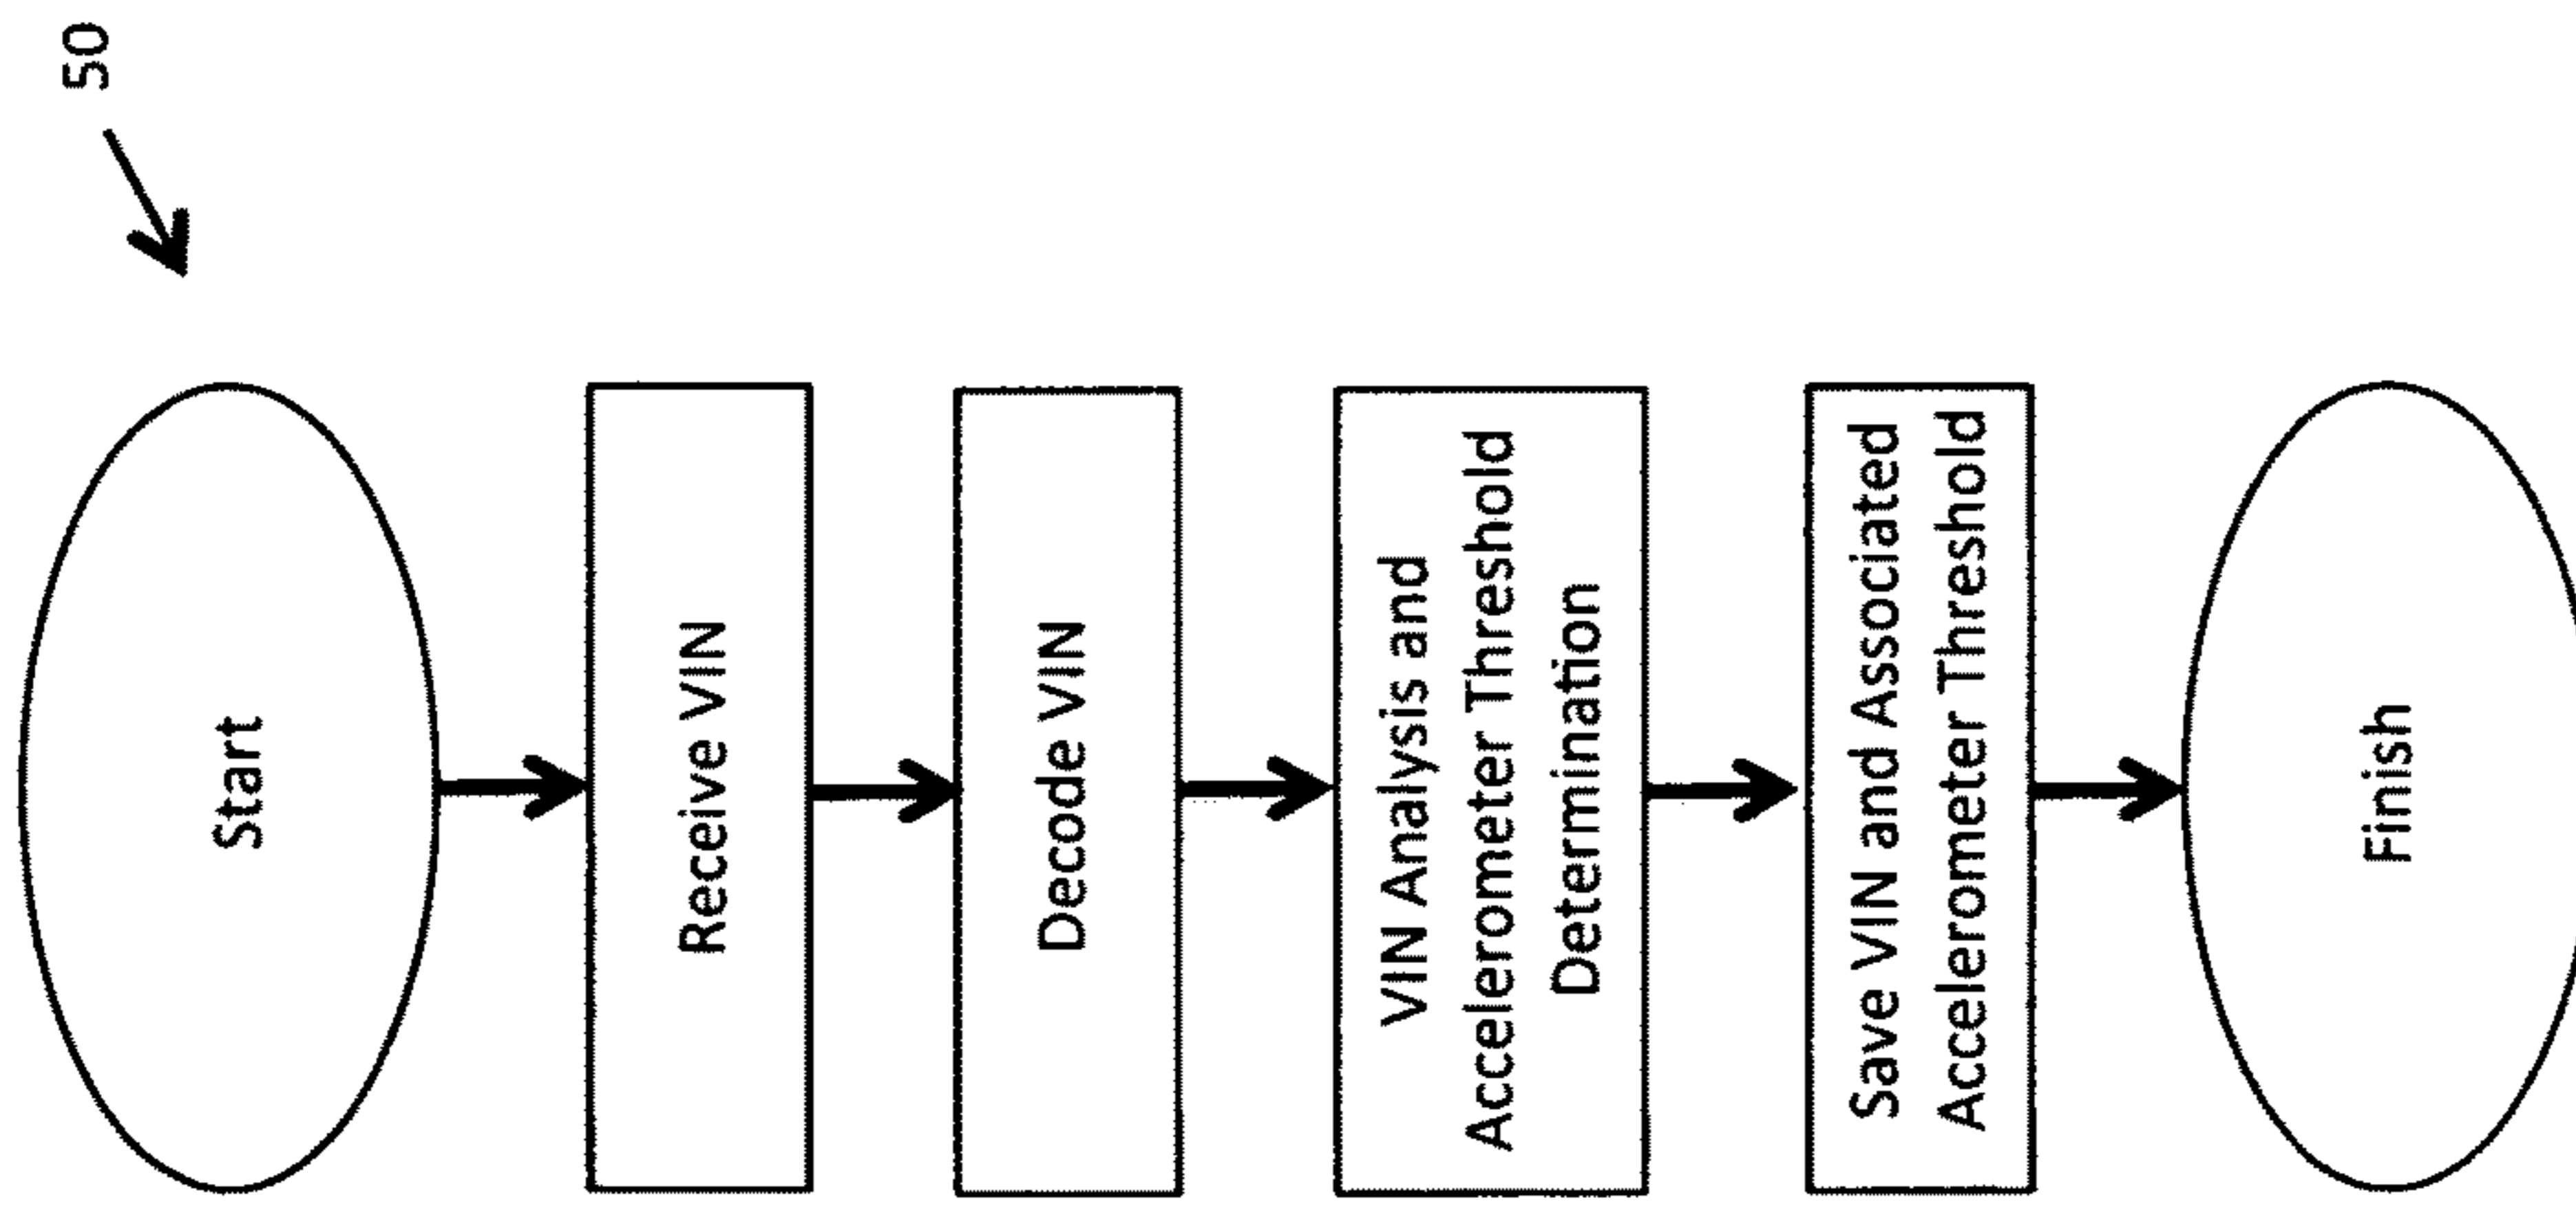 50
Start
Receive VIN
Decode VIN
VIN Analysis and
Accelerometer Threshold
Determination
Save VIN and Associated
Accelerometer Threshold
Finish